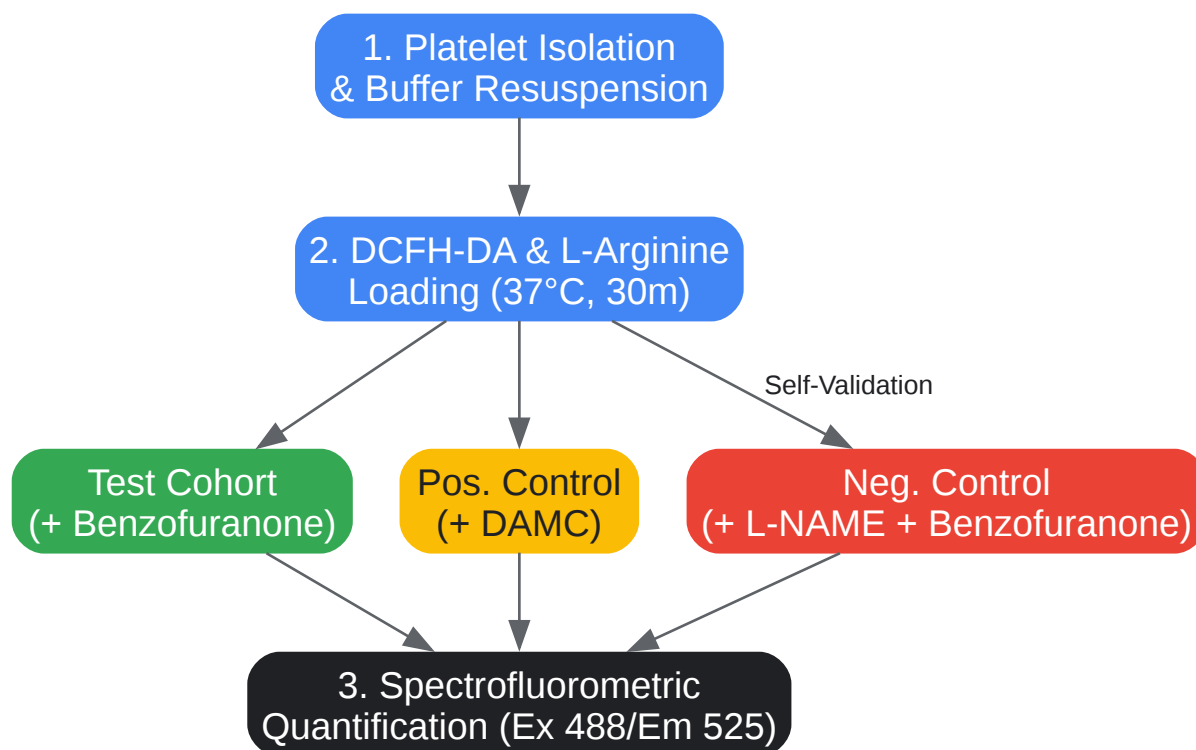 1. Platelet Isolation
& Buffer Resuspension
2. DCFH-DA & L-Arginine
Loading (37°C, 30m)
Self-Validation
Test Cohort
(+ Benzofuranone)
Pos. Control
(+ DAMC)
Neg. Control
(+ L-NAME + Benzofuranone)
3. Spectrofluorometric
Quantification (Ex 488/Em 525)